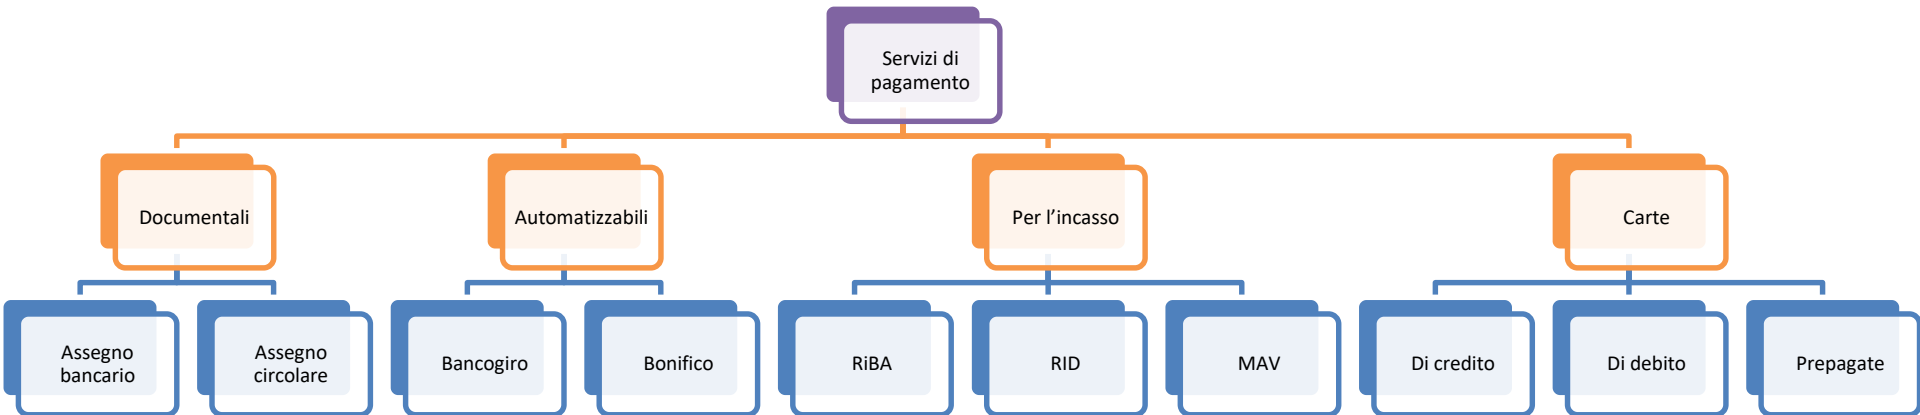 Servizi di
pagamento
Documentali
Automatizzabili
Per l’incasso
Carte
Assegno
bancario
Assegno
circolare
Bancogiro
Bonifico
RiBA
RID
MAV
Di credito
Di debito
Prepagate